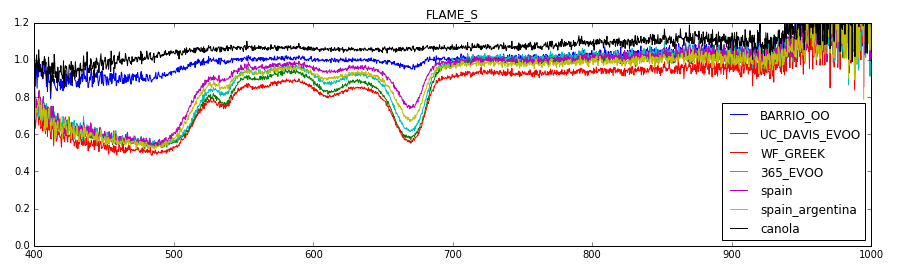 FLAME_S
1.2
1.0
0.8
0.6
0.4
0.2
0.0
400
500
600
700
800
900
1000
BARRIO_OO
UC_DAVIS_EVOO
WF_GREEK
365_EVOO
spain
spain_argentina
canola